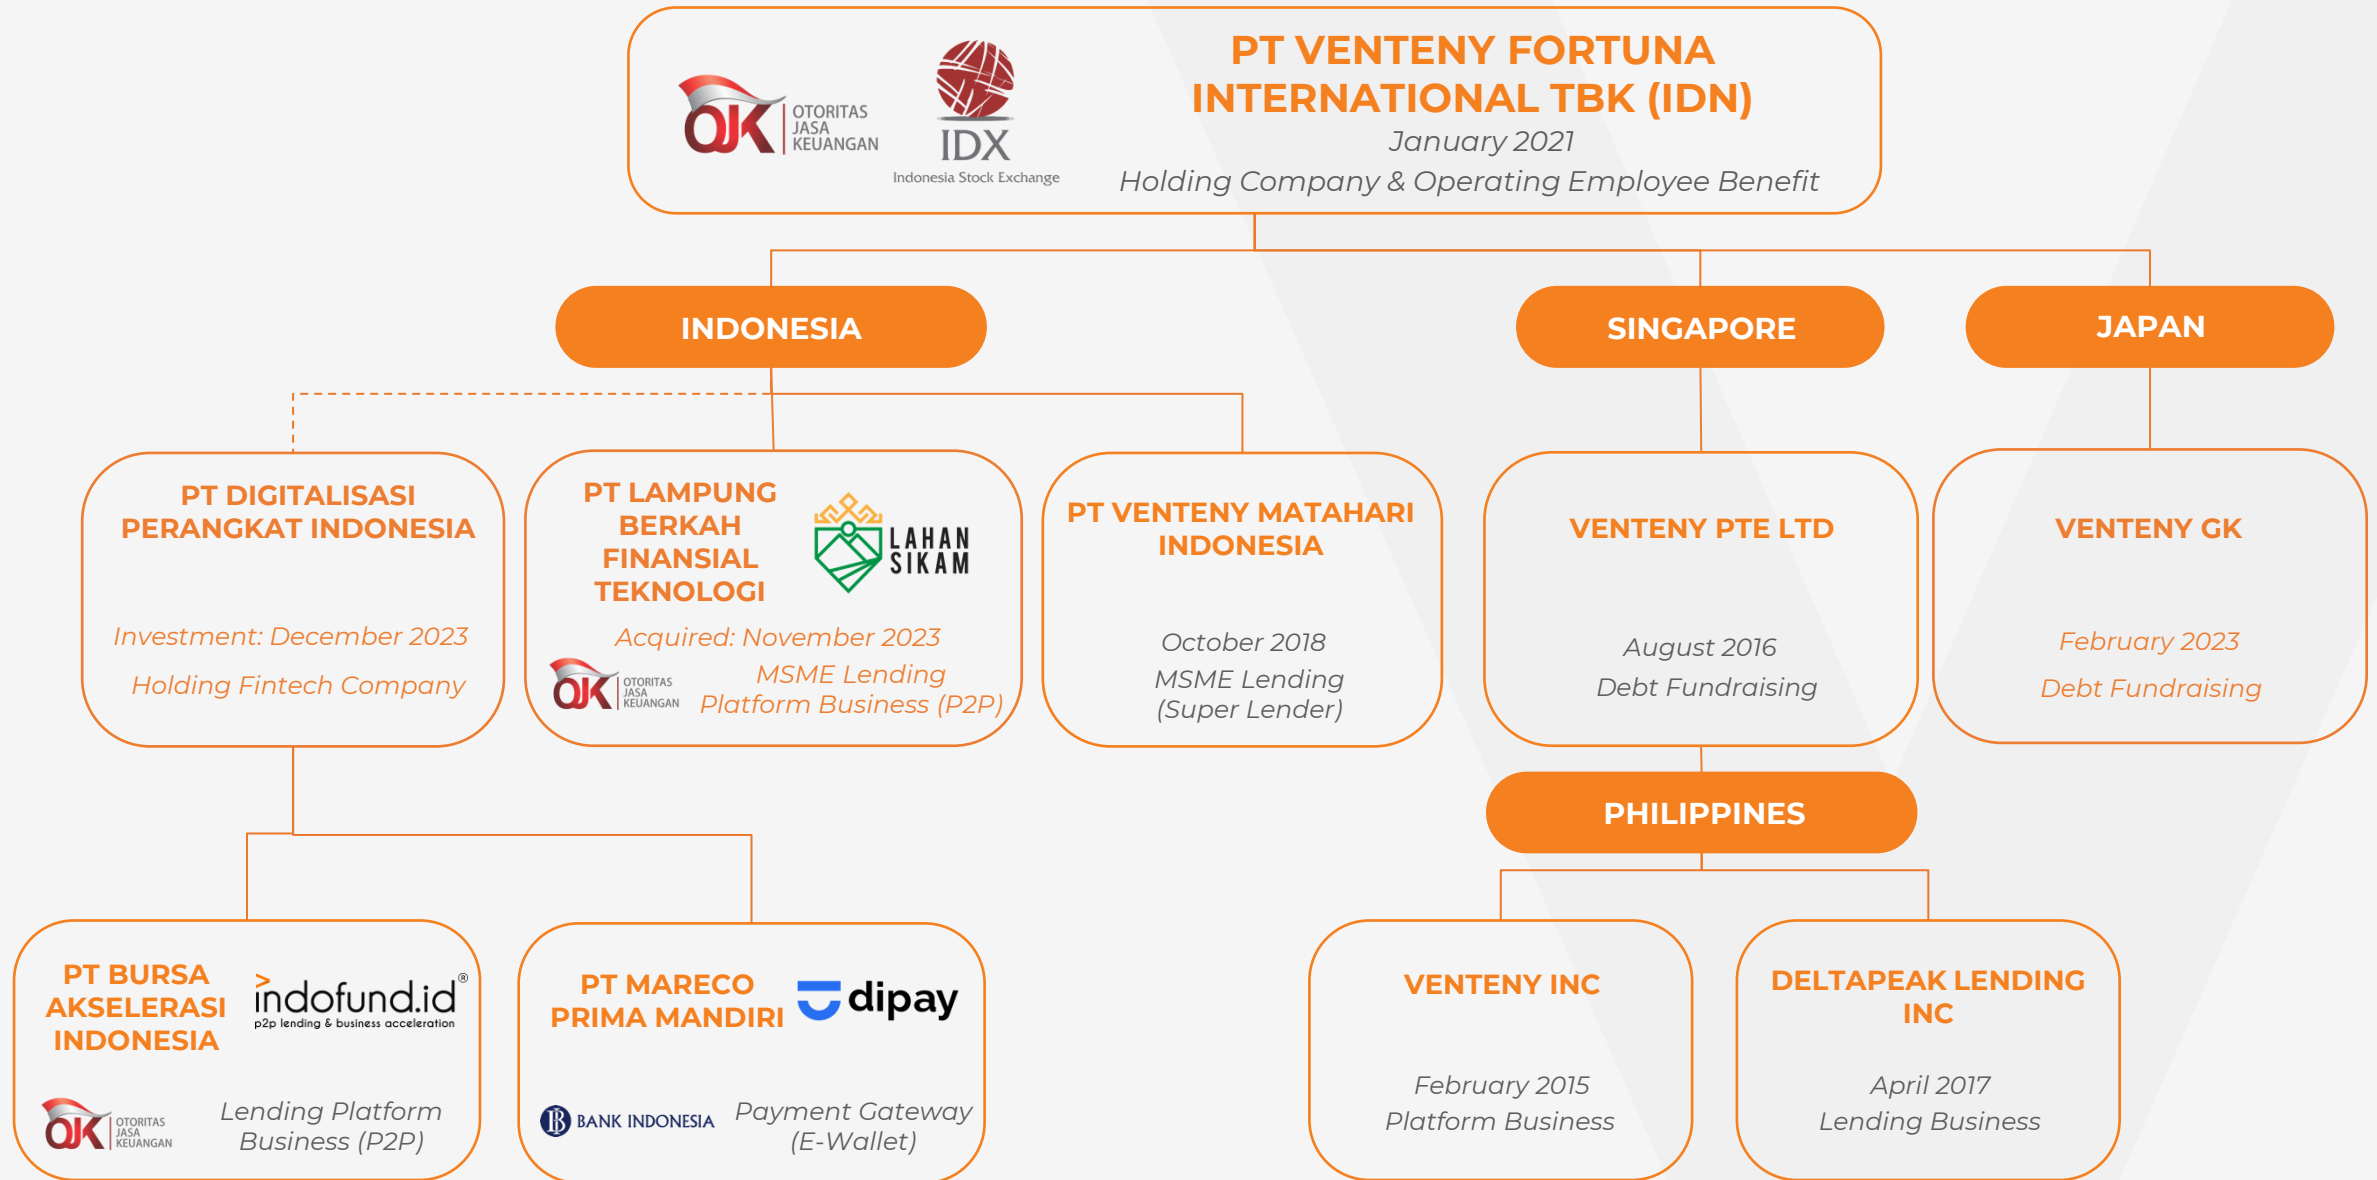 OJK
OTORITAS
JASA
KEUANGAN
IDX
Indonesia Stock Exchange
PT VENTENY FORTUNA
INTERNATIONAL TBK (IDN)
January 2021
Holding Company & Operating Employee Benefit
INDONESIA
SINGAPORE
JAPAN
PT DIGITALISASI
PERANGKAT INDONESIA
Investment: December 2023
Holding Fintech Company
PT LAMPUNG
BERKAH
FINANSIAL
TEKNOLOGI
LAHAN
SIKAM
Acquired: November 2023
OJK
OTORITAS
JASA
KEUANGAN
MSME Lending
Platform Business (P2P)
PT VENTENY MATAHARI
INDONESIA
October 2018
MSME Lending
(Super Lender)
VENTENY PTE LTD
August 2016
Debt Fundraising
VENTENY GK
February 2023
Debt Fundraising
PHILIPPINES
PT BURSA
AKSELERASI
INDONESIA
indofund.id®
p2p lending & business acceleration
OJK
OTORITAS
JASA
KEUANGAN
Lending Platform
Business (P2P)
PT MARECO
PRIMA MANDIRI
dipay
BANK INDONESIA
Payment Gateway
(E-Wallet)
VENTENY INC
February 2015
Platform Business
DELTAPEAK LENDING
INC
April 2017
Lending Business